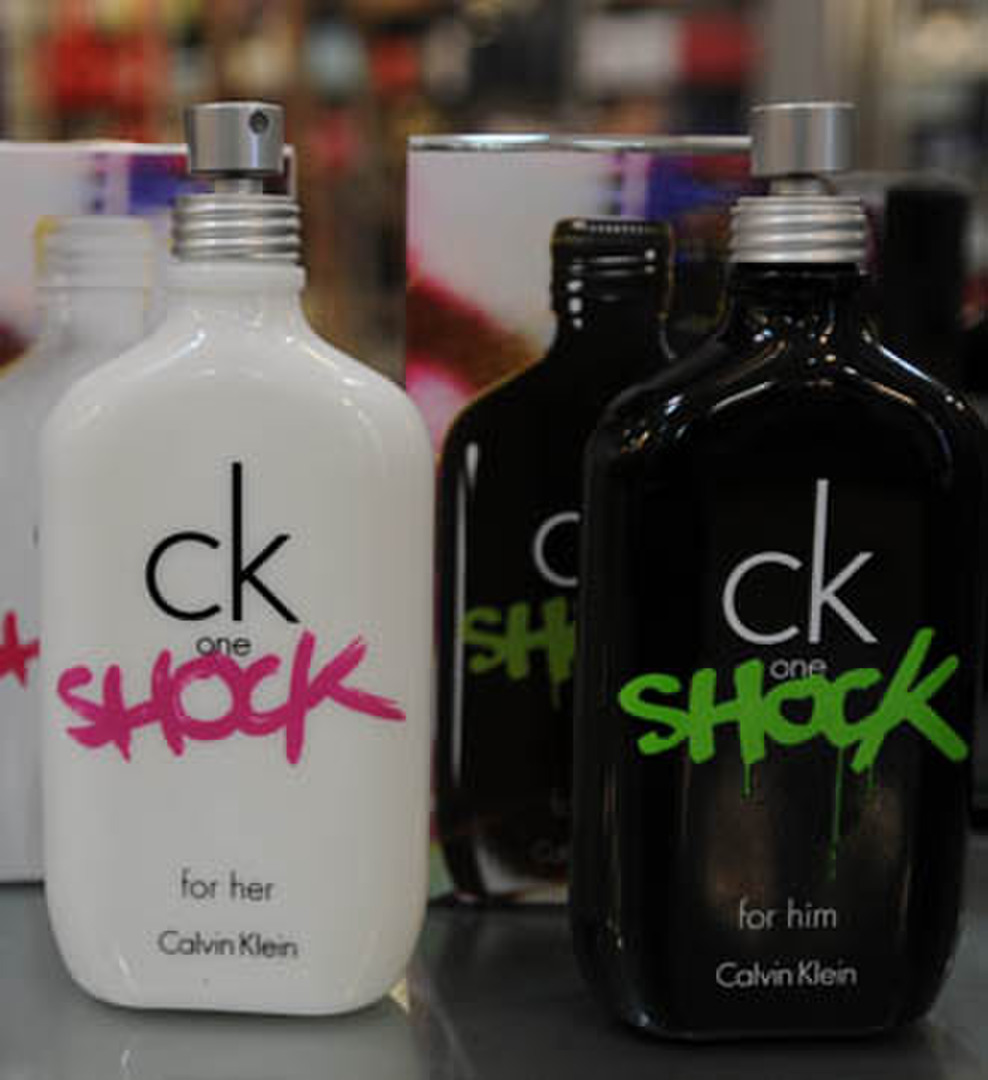 ck
one
SHOCK
for her
Calvin Klein
ck
one
SHOCK
for him
Calvin Klein